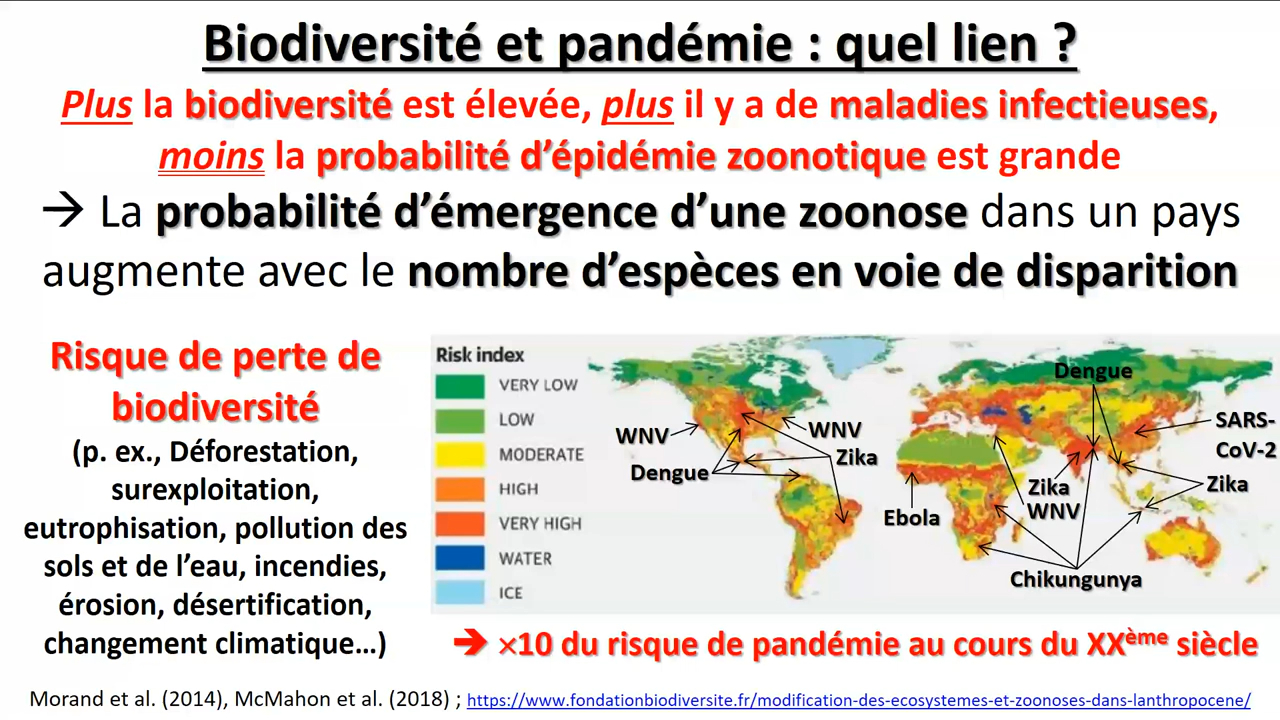 Biodiversité et pandémie : quel lien ?
Plus la biodiversité est élevée, plus il y a de maladies infectieuses,
moins la probabilité d’épidémie zoonotique est grande
→ La probabilité d’émergence d’une zoonose dans un pays
augmente avec le nombre d’espèces en voie de disparition
Risque de perte de
biodiversité
(p. ex., Déforestation,
surexploitation,
eutrophisation, pollution des
sols et de l’eau, incendies,
érosion, désertification,
changement climatique…)
Risk index
VERY LOW
LOW
MODERATE
HIGH
VERY HIGH
WATER
ICE
WNV
Dengue
WNV
Zika
Ebola
Dengue
SARS-
CoV-2
Zika
Zika
WNV
Chikungunya
➔ ×10 du risque de pandémie au cours du XXème siècle
Morand et al. (2014), McMahon et al. (2018) ; https://www.fondationbiodiversite.fr/modification-des-ecosystemes-et-zoonoses-dans-lanthropocene/